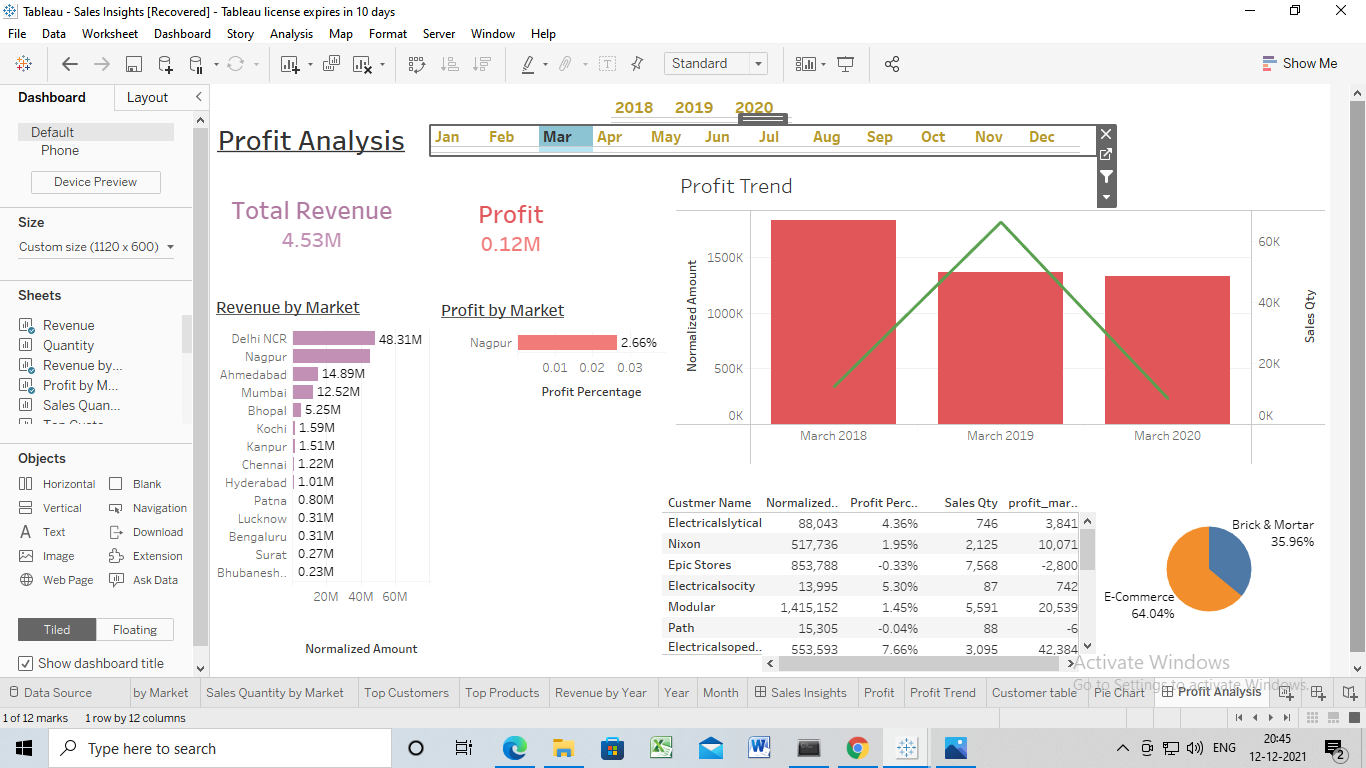 Tableau - Sales Insights [Recovered] - Tableau license expires in 10 days
File Data Worksheet Dashboard Story Analysis Map Format Server Window Help
Standard
Show Me
Dashboard Layout
Default
Phone
Device Preview
Size
Custom size (1120 x 600)
Sheets
Revenue
Quantity
Revenue by...
Profit by M...
Sales Quan...
Objects
Horizontal Blank
Vertical Navigation
Text Download
Image Extension
Web Page Ask Data
Tiled Floating
Show dashboard title
2018 2019 2020
Profit Analysis
Jan Feb Mar Apr May Jun Jul Aug Sep Oct Nov Dec
Total Revenue
4.53M
Profit
0.12M
Revenue by Market
Delhi NCR 48.31M
Nagpur
Ahmedabad 14.89M
Mumbai 12.52M
Bhopal 5.25M
Kochi 1.59M
Kanpur 1.51M
Chennai 1.22M
Hyderabad 1.01M
Patna 0.80M
Lucknow 0.31M
Bengaluru 0.31M
Surat 0.27M
Bhubanesh.. 0.23M
20M 40M 60M
Normalized Amount
Profit by Market
Nagpur 2.66%
0.01 0.02 0.03
Profit Percentage
Profit Trend
Normalized Amount
1500K
1000K
500K
0K
60K
40K
20K
0K
Sales Qty
March 2018 March 2019 March 2020
Custmer Name Normalized.. Profit Perc.. Sales Qty profit_mar..
Electricalslytical 88,043 4.36% 746 3,841
Nixon 517,736 1.95% 2,125 10,071
Epic Stores 853,788 -0.33% 7,568 -2,800
Electricalsocity 13,995 5.30% 87 742
Modular 1,415,152 1.45% 5,591 20,539
Path 15,305 -0.04% 88 -6
Electricalsoped.. 553,593 7.66% 3,095 42,384
Brick & Mortar
35.96%
E-Commerce
64.04%
Activate Windows
Go to Settings to activate Windows.
Data Source by Market Sales Quantity by Market Top Customers Top Products Revenue by Year Year Month Sales Insights Profit Profit Trend Customer table Pie Chart Profit Analysis
1 of 12 marks 1 row by 12 columns
Type here to search
ENG
20:45
12-12-2021
2